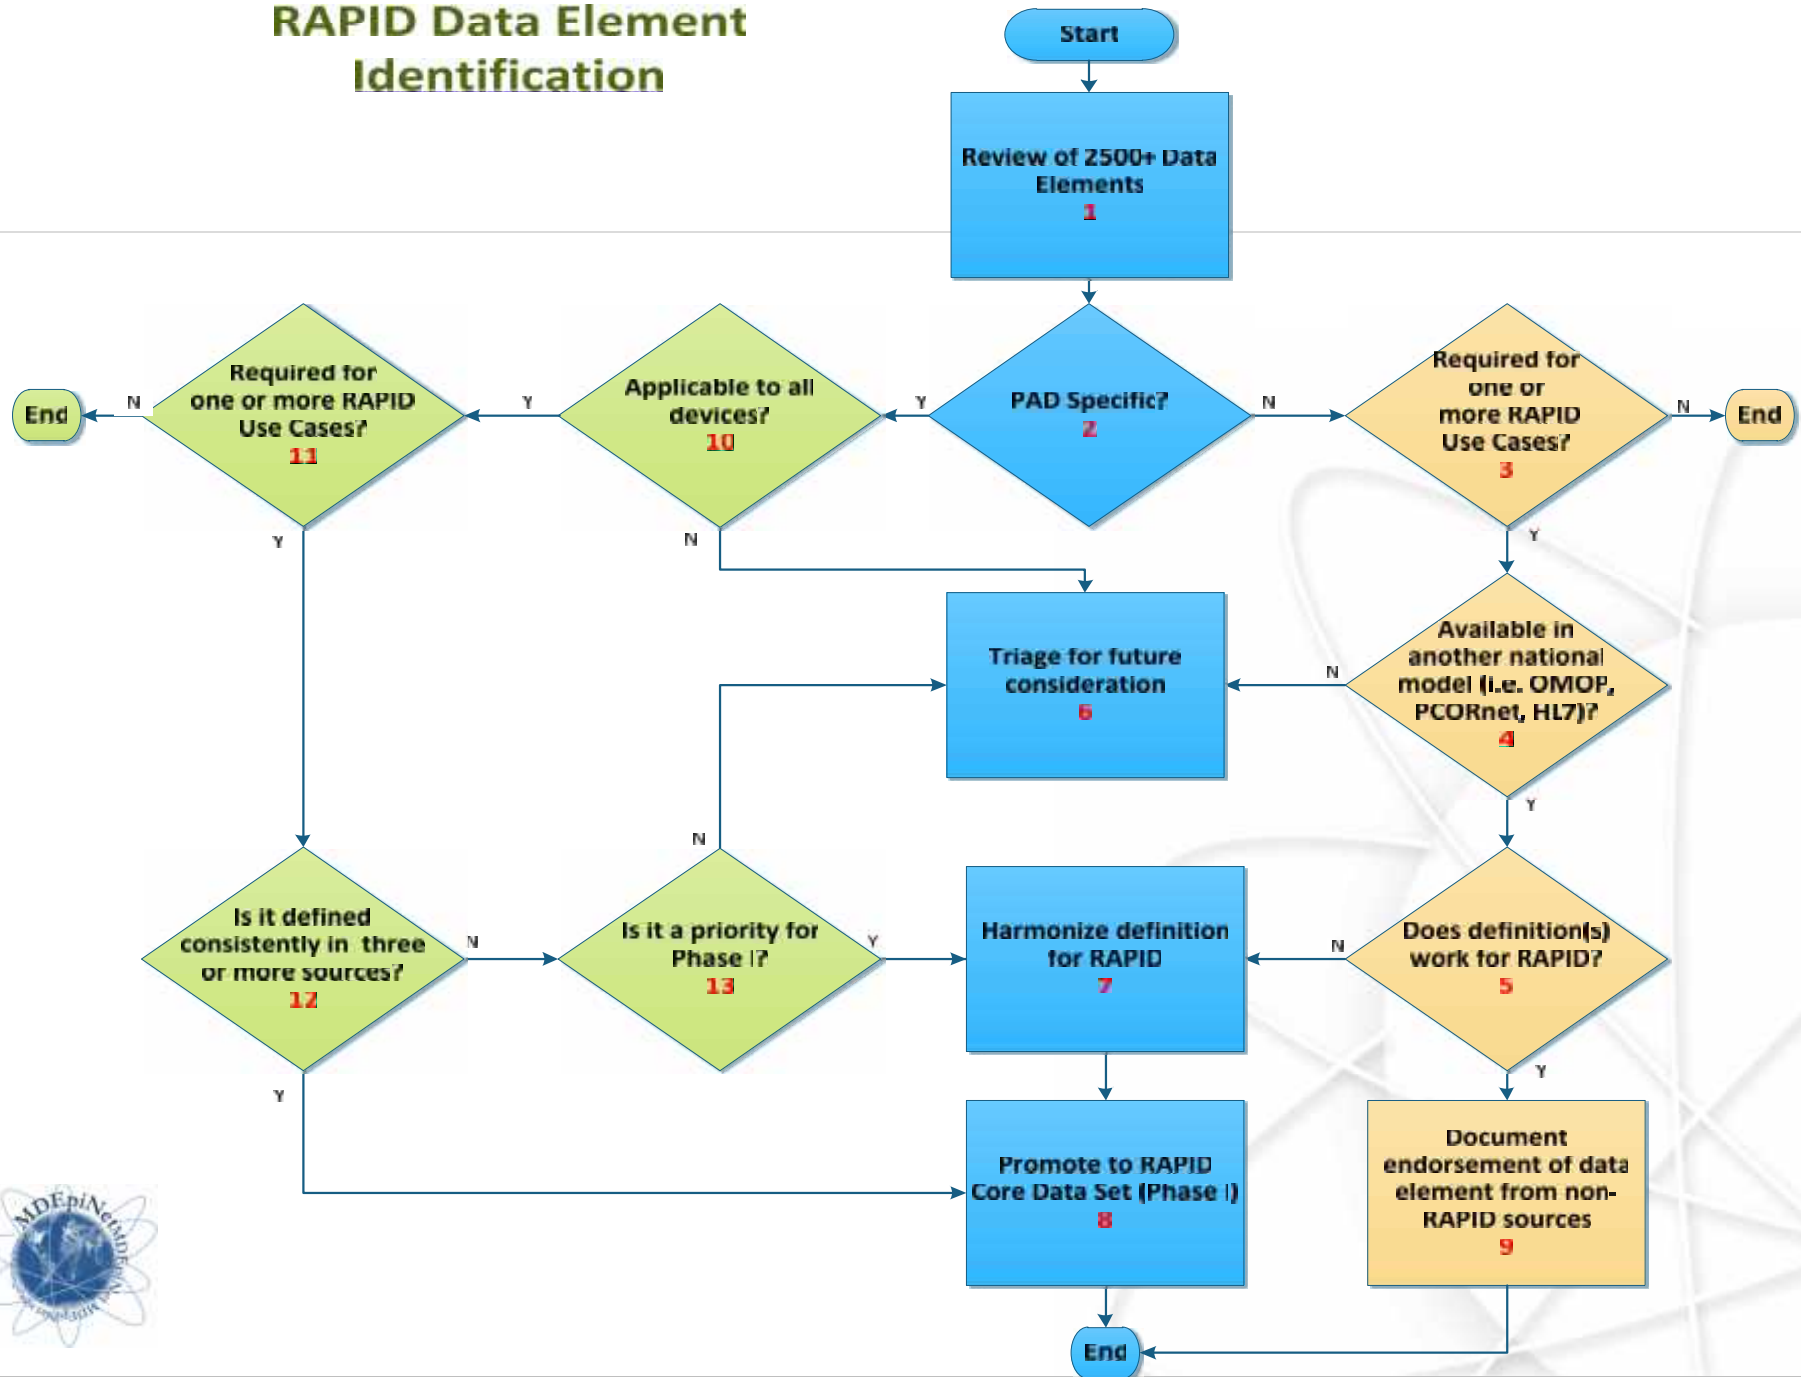 RAPID Data Element
Identification
Start
Review of 2500+ Data
Elements
1
PAD Specific?
2
Y
N
Applicable to all
devices?
10
Y
N
Required for
one or more RAPID
Use Cases?
11
N
End
Y
Required for
one or
more RAPID
Use Cases?
3
N
End
Y
Triage for future
consideration
6
Available in
another national
model (i.e. OMOP,
PCORnet, HL7)?
4
N
Y
Is it defined
consistently in three
or more sources?
12
N
Y
Is it a priority for
Phase I?
13
N
Y
Harmonize definition
for RAPID
7
Does definition(s)
work for RAPID?
5
N
Y
Promote to RAPID
Core Data Set (Phase I)
8
Document
endorsement of data
element from non-
RAPID sources
9
End
MDEpiNet